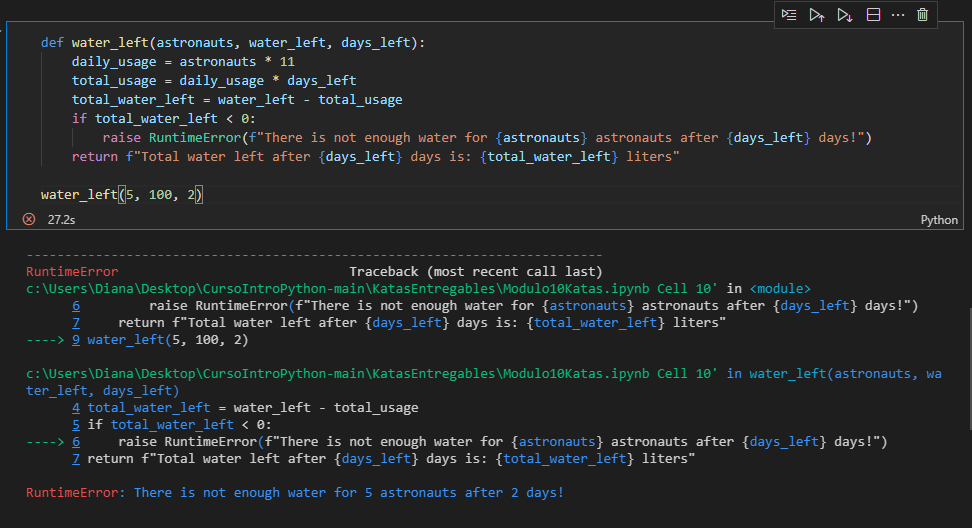 def water_left(astronauts, water_left, days_left):
    daily_usage = astronauts * 11
    total_usage = daily_usage * days_left
    total_water_left = water_left - total_usage
    if total_water_left < 0:
        raise RuntimeError(f"There is not enough water for {astronauts} astronauts after {days_left} days!")
    return f"Total water left after {days_left} days is: {total_water_left} liters"
water_left(5, 100, 2)
27.2s Python
---------------------------------------------------------------------------
RuntimeError                              Traceback (most recent call last)
c:\Users\Diana\Desktop\CursoIntroPython-main\KatasEntregables\Modulo10Katas.ipynb Cell 10' in <module>
      6         raise RuntimeError(f"There is not enough water for {astronauts} astronauts after {days_left} days!")
      7     return f"Total water left after {days_left} days is: {total_water_left} liters"
----> 9 water_left(5, 100, 2)
c:\Users\Diana\Desktop\CursoIntroPython-main\KatasEntregables\Modulo10Katas.ipynb Cell 10' in water_left(astronauts, wa
ter_left, days_left)
      4 total_water_left = water_left - total_usage
      5 if total_water_left < 0:
----> 6     raise RuntimeError(f"There is not enough water for {astronauts} astronauts after {days_left} days!")
      7 return f"Total water left after {days_left} days is: {total_water_left} liters"
RuntimeError: There is not enough water for 5 astronauts after 2 days!